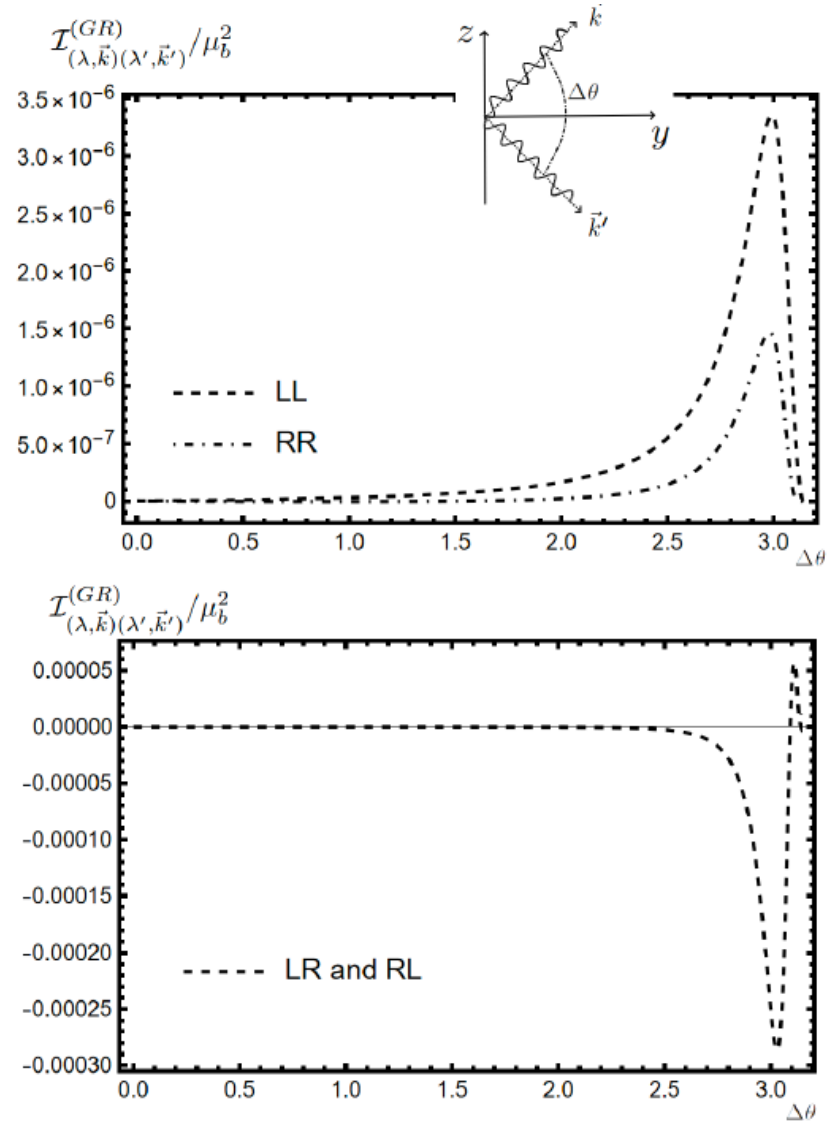 𝓘^{(GR)}_{(λ,k⃗)(λ′,k⃗′)}/μ_b^2
z
k⃗
Δθ
y
k⃗′
3.5×10⁻⁶
3.0×10⁻⁶
2.5×10⁻⁶
2.0×10⁻⁶
1.5×10⁻⁶
1.0×10⁻⁶
5.0×10⁻⁷
0
LL
RR
0.0 0.5 1.0 1.5 2.0 2.5 3.0
Δθ
𝓘^{(GR)}_{(λ,k⃗)(λ′,k⃗′)}/μ_b^2
0.00005
0.00000
-0.00005
-0.00010
-0.00015
-0.00020
-0.00025
-0.00030
LR and RL
0.0 0.5 1.0 1.5 2.0 2.5 3.0
Δθ